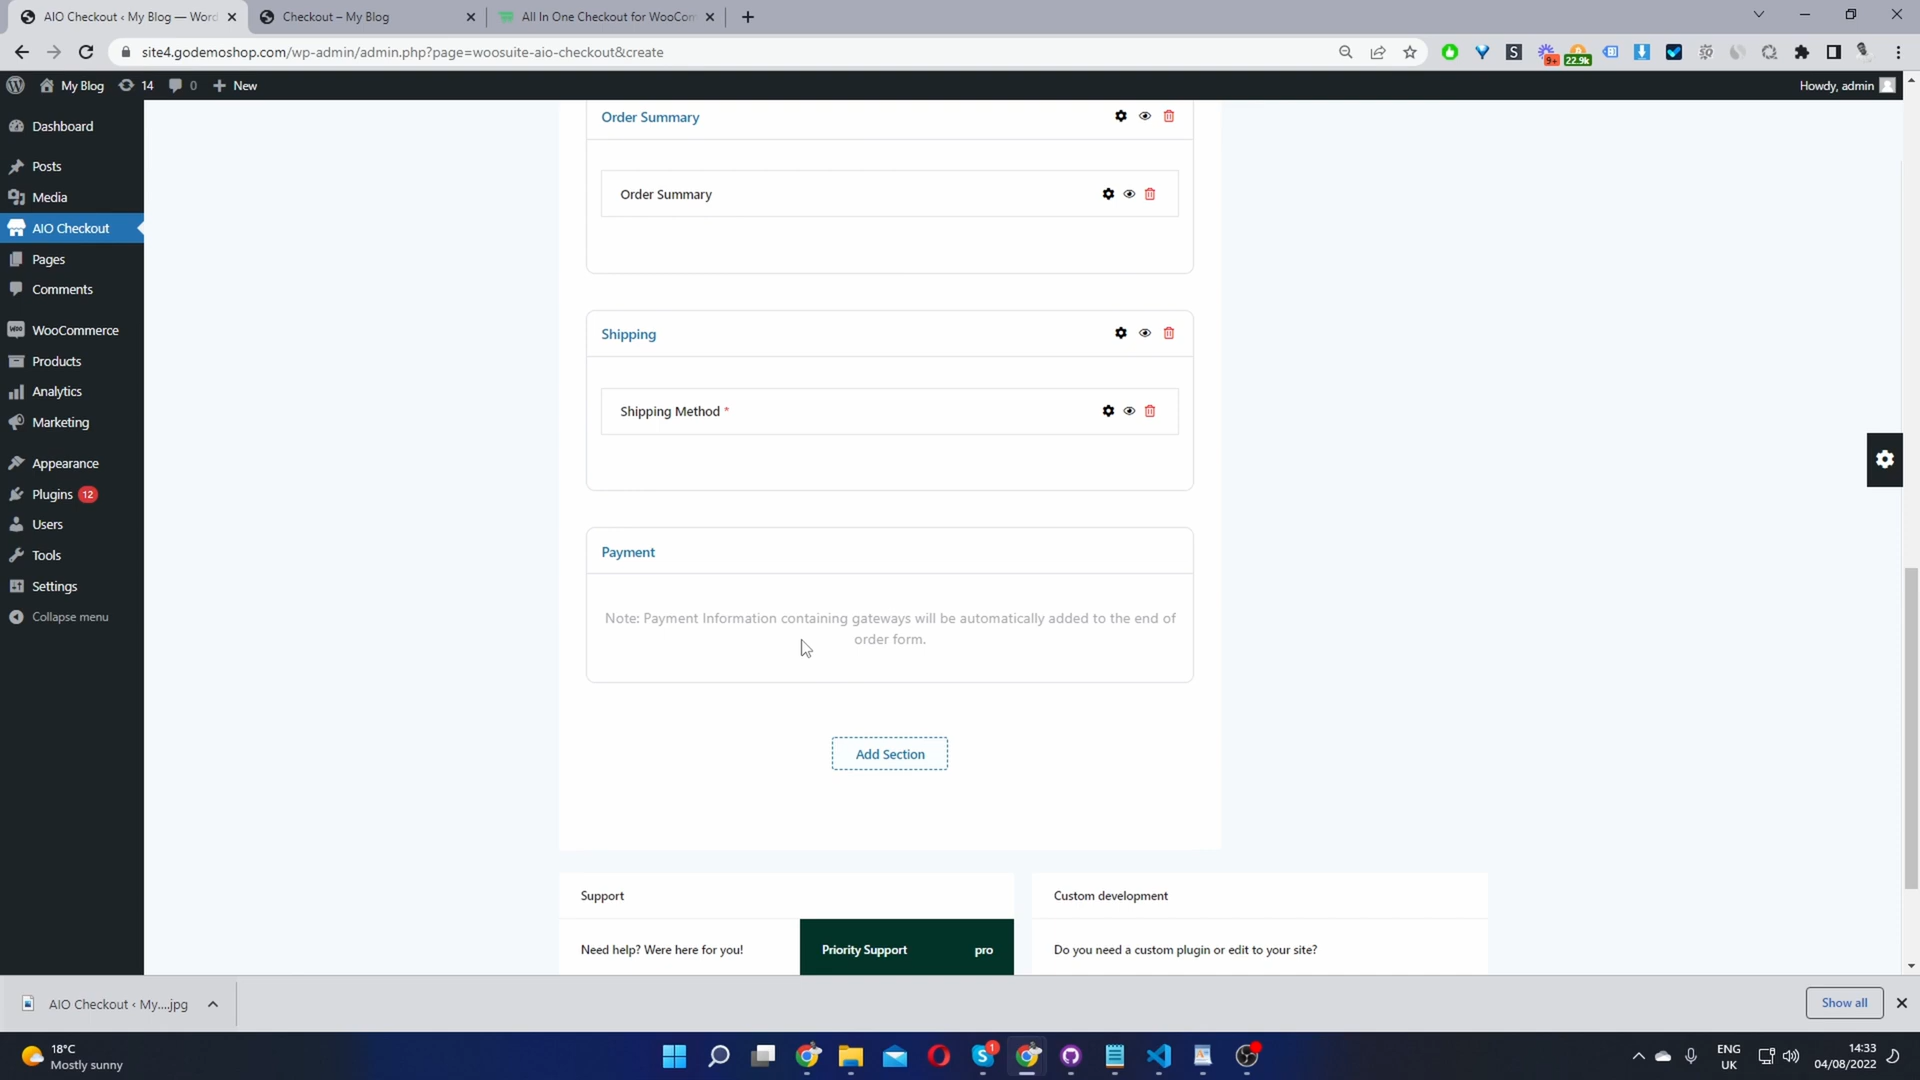 AIO Checkout ‹ My Blog — Word
Checkout – My Blog
All In One Checkout for WooCom
site4.godemoshop.com/wp-admin/admin.php?page=woosuite-aio-checkout&create
9+
22.9k
My Blog
14
0
New
Howdy, admin
Dashboard
Posts
Media
AIO Checkout
Pages
Comments
WooCommerce
Products
Analytics
Marketing
Appearance
Plugins 12
Users
Tools
Settings
Collapse menu
Order Summary
Order Summary
Shipping
Shipping Method *
Payment
Note: Payment Information containing gateways will be automatically added to the end of
order form.
Add Section
Support
Custom development
Need help? Were here for you!
Priority Support
pro
Do you need a custom plugin or edit to your site?
AIO Checkout ‹ My....jpg
Show all
18°C
Mostly sunny
1
ENG
UK
14:33
04/08/2022